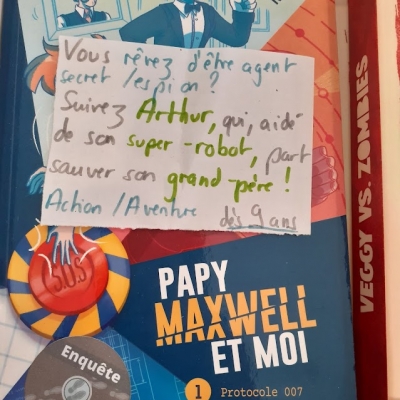 Vous rêvez d'être agent
secret /espion ?
Suivez Arthur, qui, aidé
de son super-robot, part
sauver son grand-père !
Action / Aventure dès 9 ans
S.O.S
PAPY
MAXWELL
ET MOI
Enquête
1 Protocole 007
VEGGY VS. ZOMBIES